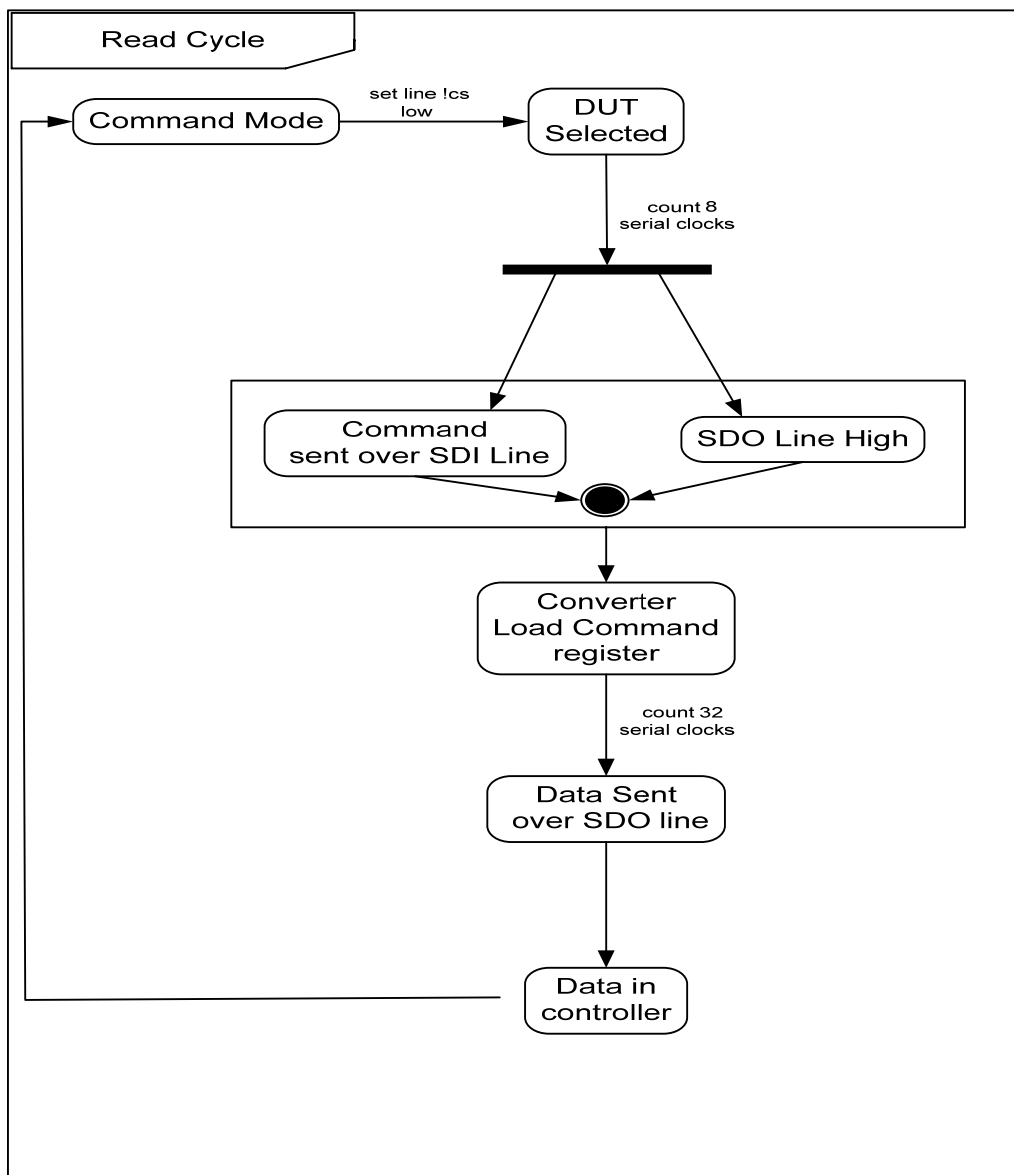 Read Cycle
Command Mode
set line !cs
low
DUT
Selected
count 8
serial clocks
Command
sent over SDI Line
SDO Line High
Converter
Load Command
register
count 32
serial clocks
Data Sent
over SDO line
Data in
controller